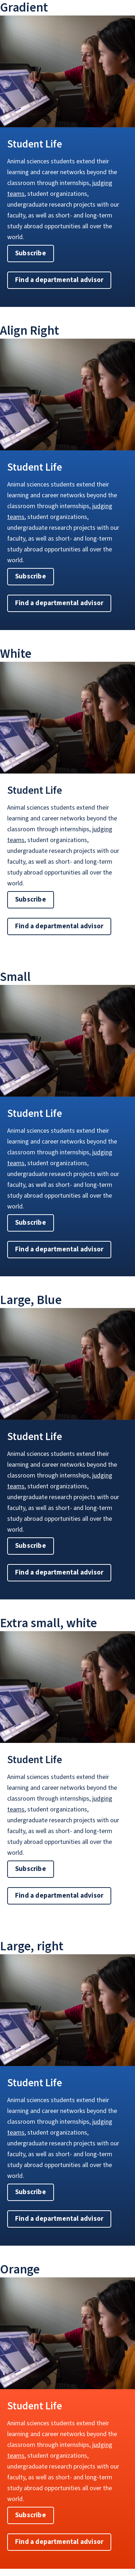 Gradient
Student Life
Animal sciences students extend their
learning and career networks beyond the
classroom through internships, judging
teams, student organizations,
undergraduate research projects with our
faculty, as well as short- and long-term
study abroad opportunities all over the
world.
Subscribe
Find a departmental advisor
Align Right
Student Life
Animal sciences students extend their
learning and career networks beyond the
classroom through internships, judging
teams, student organizations,
undergraduate research projects with our
faculty, as well as short- and long-term
study abroad opportunities all over the
world.
Subscribe
Find a departmental advisor
White
Student Life
Animal sciences students extend their
learning and career networks beyond the
classroom through internships, judging
teams, student organizations,
undergraduate research projects with our
faculty, as well as short- and long-term
study abroad opportunities all over the
world.
Subscribe
Find a departmental advisor
Small
Student Life
Animal sciences students extend their
learning and career networks beyond the
classroom through internships, judging
teams, student organizations,
undergraduate research projects with our
faculty, as well as short- and long-term
study abroad opportunities all over the
world.
Subscribe
Find a departmental advisor
Large, Blue
Student Life
Animal sciences students extend their
learning and career networks beyond the
classroom through internships, judging
teams, student organizations,
undergraduate research projects with our
faculty, as well as short- and long-term
study abroad opportunities all over the
world.
Subscribe
Find a departmental advisor
Extra small, white
Student Life
Animal sciences students extend their
learning and career networks beyond the
classroom through internships, judging
teams, student organizations,
undergraduate research projects with our
faculty, as well as short- and long-term
study abroad opportunities all over the
world.
Subscribe
Find a departmental advisor
Large, right
Student Life
Animal sciences students extend their
learning and career networks beyond the
classroom through internships, judging
teams, student organizations,
undergraduate research projects with our
faculty, as well as short- and long-term
study abroad opportunities all over the
world.
Subscribe
Find a departmental advisor
Orange
Student Life
Animal sciences students extend their
learning and career networks beyond the
classroom through internships, judging
teams, student organizations,
undergraduate research projects with our
faculty, as well as short- and long-term
study abroad opportunities all over the
world.
Subscribe
Find a departmental advisor